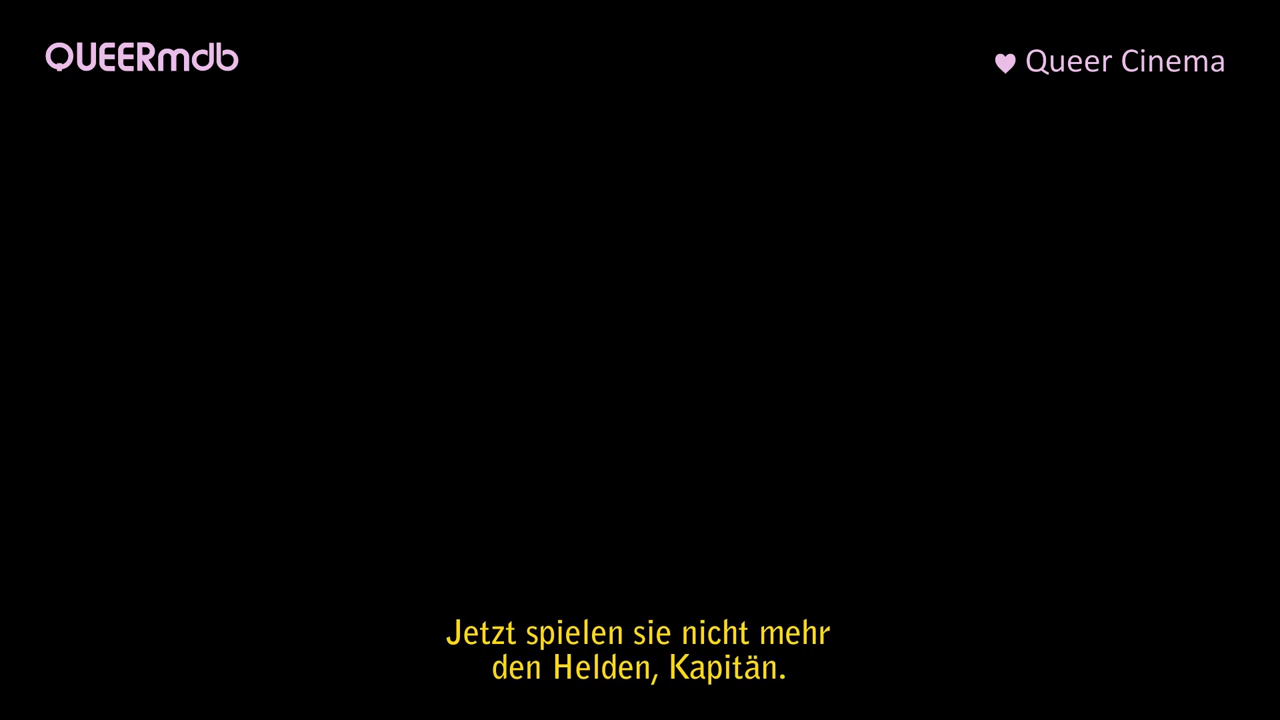 QUEERmdb
♥ Queer Cinema
Jetzt spielen sie nicht mehr
den Helden, Kapitän.